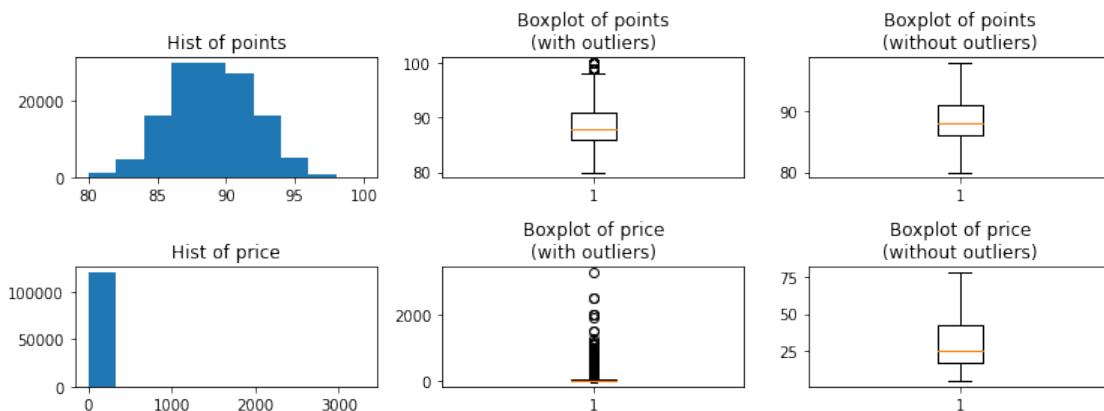 Hist of points
20000
0
80 85 90 95 100
Boxplot of points
(with outliers)
100
90
80
1
Boxplot of points
(without outliers)
90
80
1
Hist of price
100000
50000
0
0 1000 2000 3000
Boxplot of price
(with outliers)
2000
0
1
Boxplot of price
(without outliers)
75
50
25
1